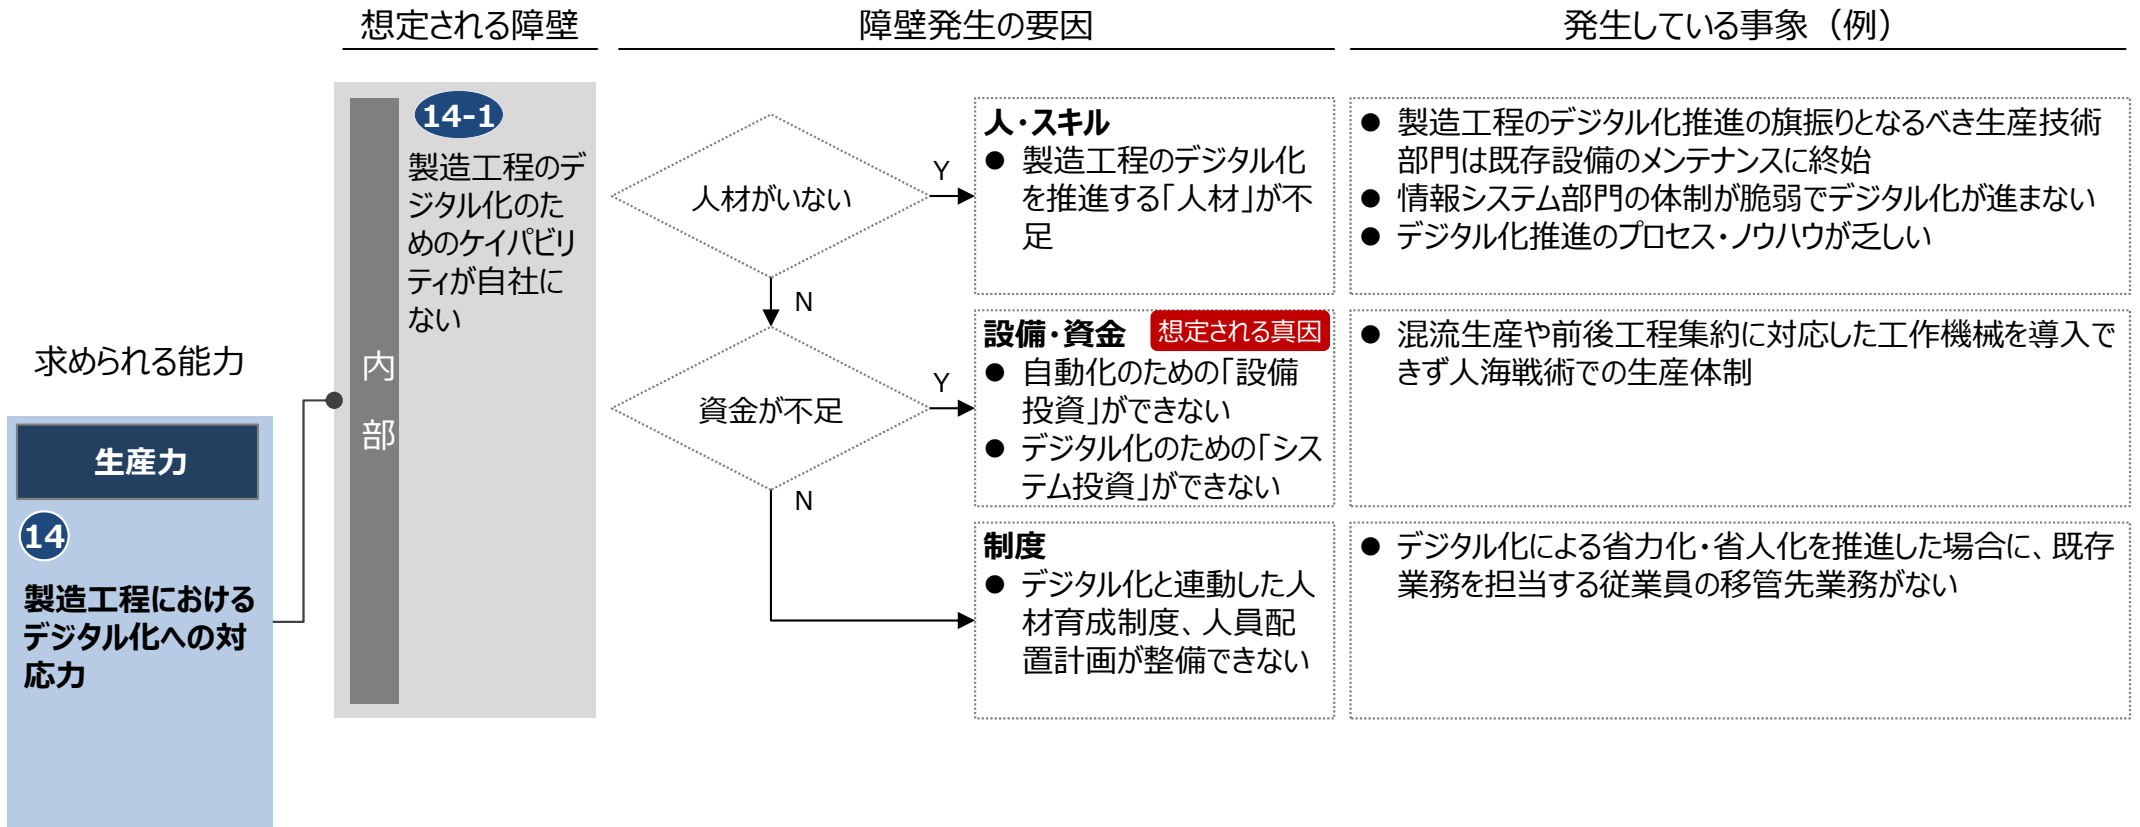 想定される障壁
障壁発生の要因
発生している事象（例）
求められる能力
生産力
14
製造工程における
デジタル化への対
応力
内
部
14-1
製造工程のデ
ジタル化のた
めのケイパビリ
ティが自社に
ない
人材がいない
Y
N
資金が不足
Y
N
人・スキル
● 製造工程のデジタル化
を推進する「人材」が不
足
設備・資金
想定される真因
● 自動化のための「設備
投資」ができない
● デジタル化のための「シス
テム投資」ができない
制度
● デジタル化と連動した人
材育成制度、人員配
置計画が整備できない
● 製造工程のデジタル化推進の旗振りとなるべき生産技術
部門は既存設備のメンテナンスに終始
● 情報システム部門の体制が脆弱でデジタル化が進まない
● デジタル化推進のプロセス・ノウハウが乏しい
● 混流生産や前後工程集約に対応した工作機械を導入で
きず人海戦術での生産体制
● デジタル化による省力化・省人化を推進した場合に、既存
業務を担当する従業員の移管先業務がない